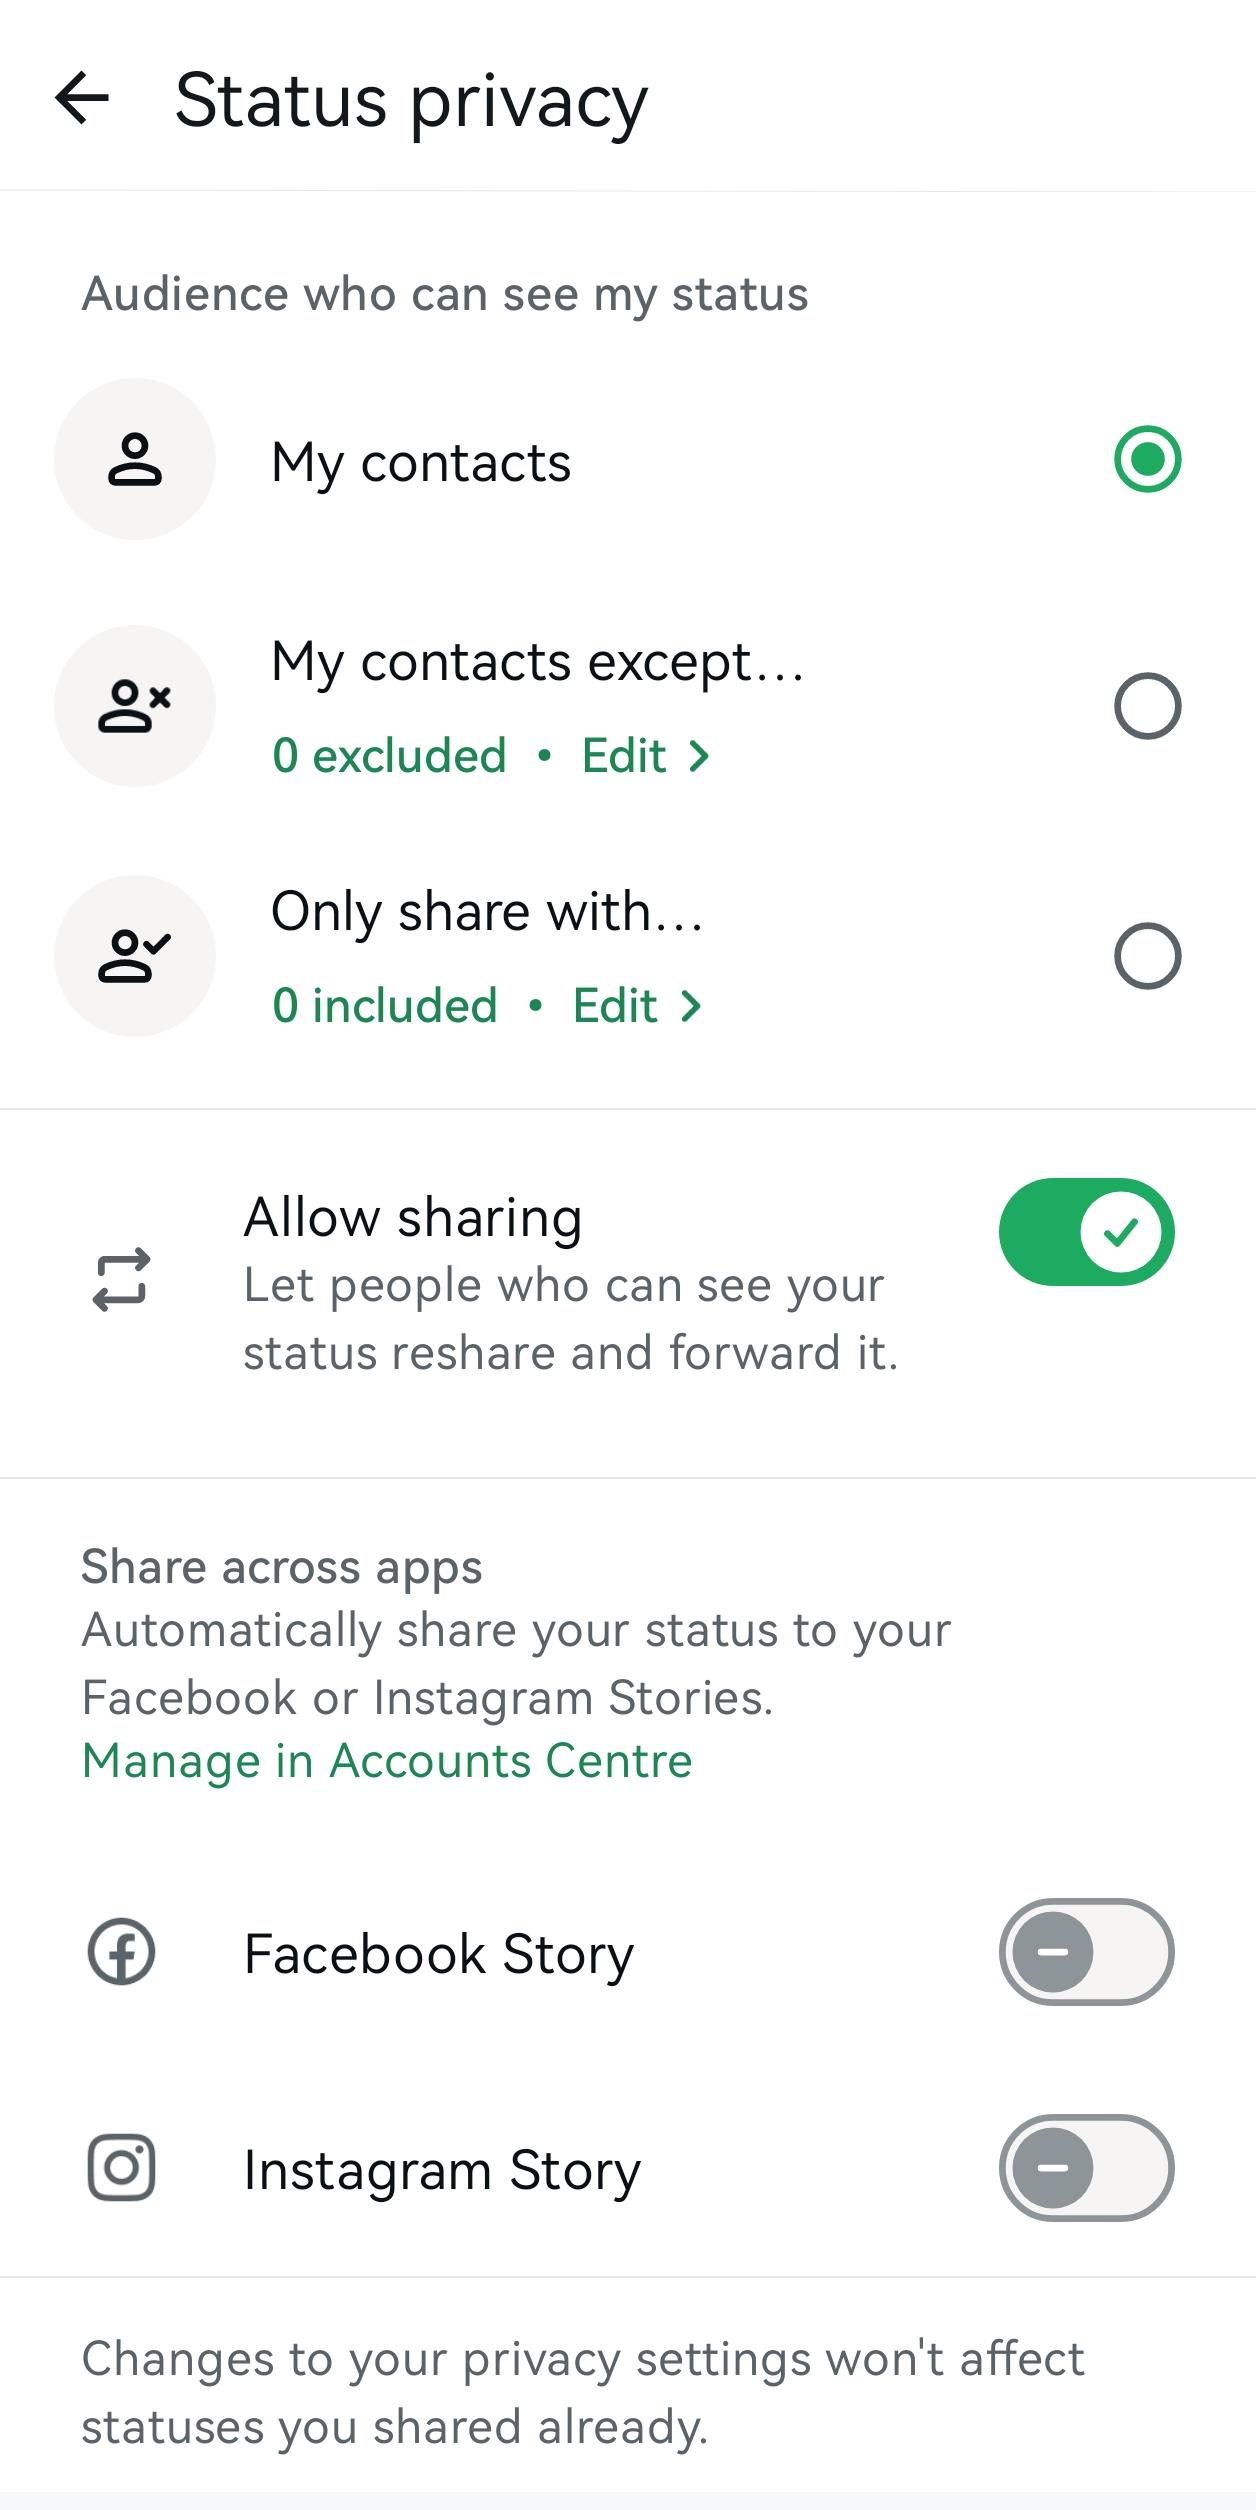 Status privacy
Audience who can see my status
My contacts
My contacts except...
0 excluded • Edit
Only share with...
0 included • Edit
Allow sharing
Let people who can see your
status reshare and forward it.
Share across apps
Automatically share your status to your
Facebook or Instagram Stories.
Manage in Accounts Centre
Facebook Story
Instagram Story
Changes to your privacy settings won't affect
statuses you shared already.